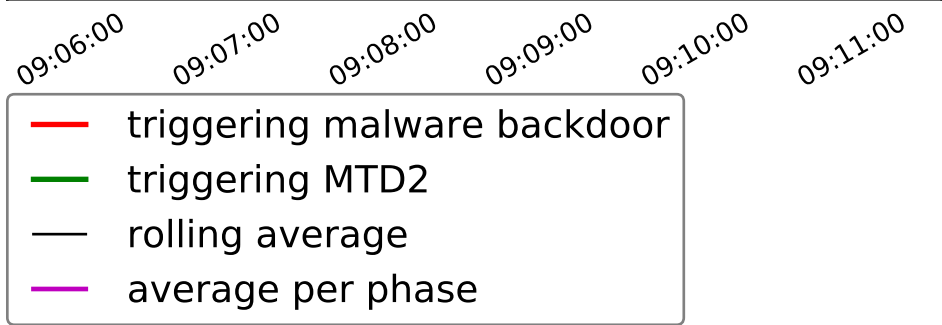 09:06:00 09:07:00 09:08:00 09:09:00 09:10:00 09:11:00
triggering malware backdoor
triggering MTD2
rolling average
average per phase